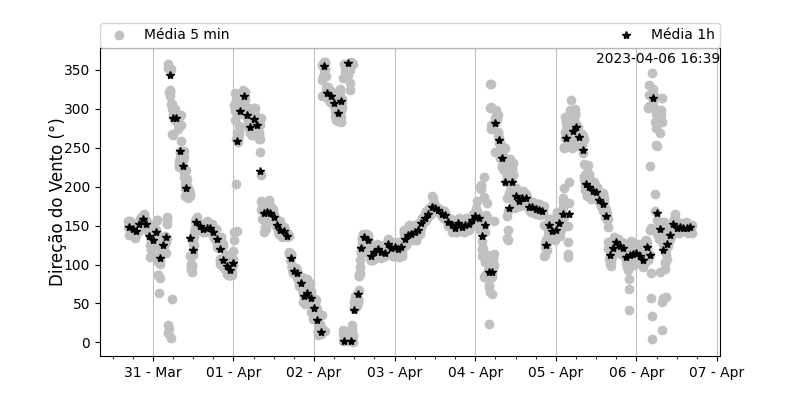 Média 5 min
Média 1h
2023-04-06 16:39
Direção do Vento (°)
350
300
250
200
150
100
50
0
31 - Mar
01 - Apr
02 - Apr
03 - Apr
04 - Apr
05 - Apr
06 - Apr
07 - Apr